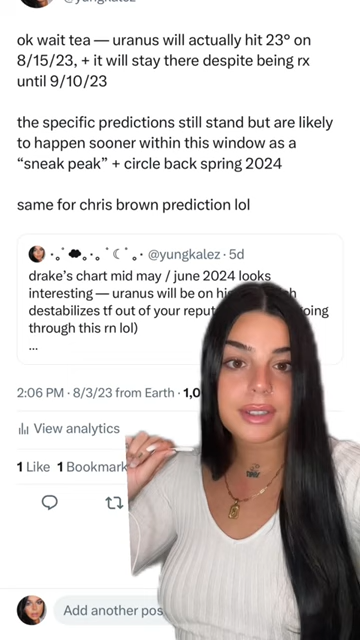 ok wait tea — uranus will actually hit 23° on
8/15/23, + it will stay there despite being rx
until 9/10/23
the specific predictions still stand but are likely
to happen sooner within this window as a
“sneak peak” + circle back spring 2024
same for chris brown prediction lol
@yungkalez · 5d
drake’s chart mid may / june 2024 looks
interesting — uranus will be on
destabilizes tf out of your
through this rn lol)
...
2:06 PM · 8/3/23 from Earth ·
View analytics
1 Like 1 Bookmark
Add another